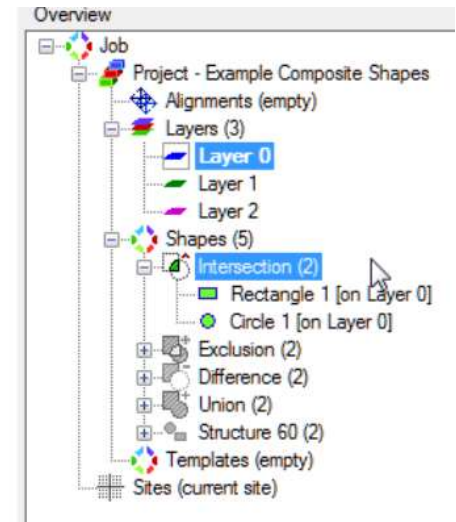 Overview
Job
Project - Example Composite Shapes
Alignments (empty)
Layers (3)
Layer 0
Layer 1
Layer 2
Shapes (5)
Intersection (2)
Rectangle 1 [on Layer 0]
Circle 1 [on Layer 0]
Exclusion (2)
Difference (2)
Union (2)
Structure 60 (2)
Templates (empty)
Sites (current site)